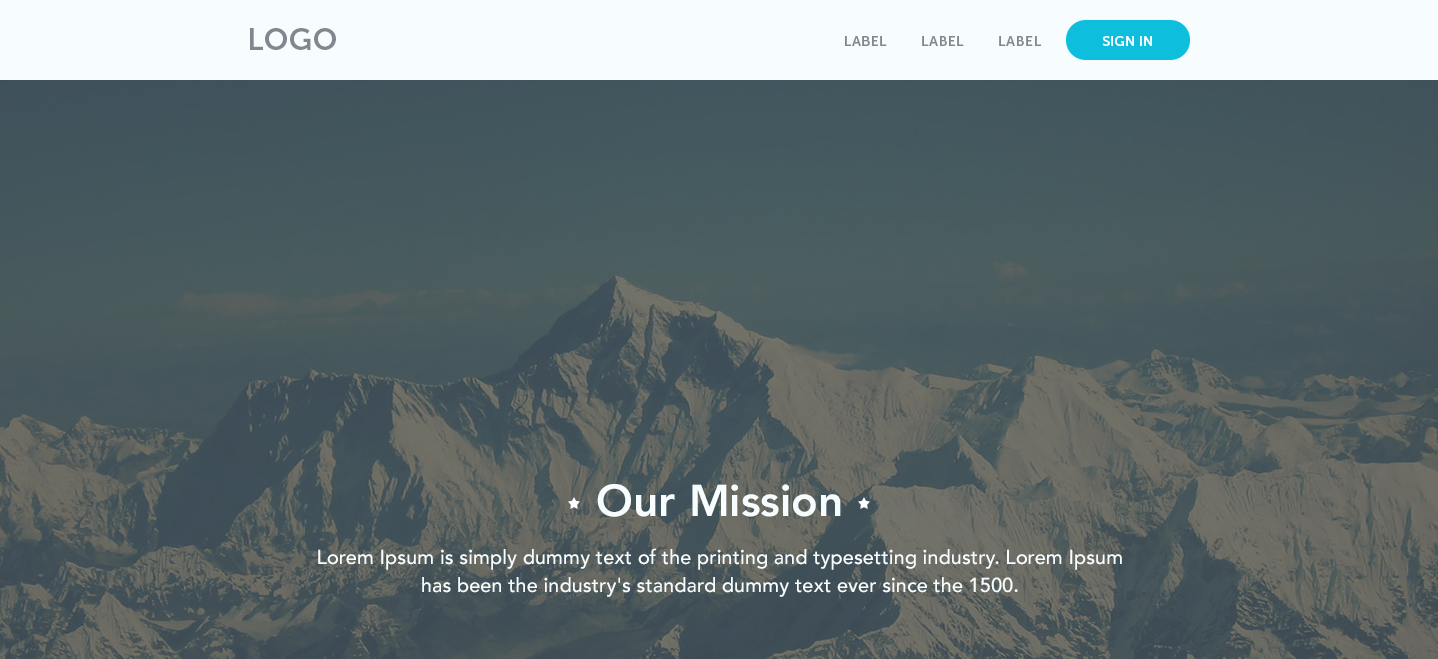 LOGO
LABEL LABEL LABEL SIGN IN
Our Mission
Lorem Ipsum is simply dummy text of the printing and typesetting industry. Lorem Ipsum
has been the industry's standard dummy text ever since the 1500.